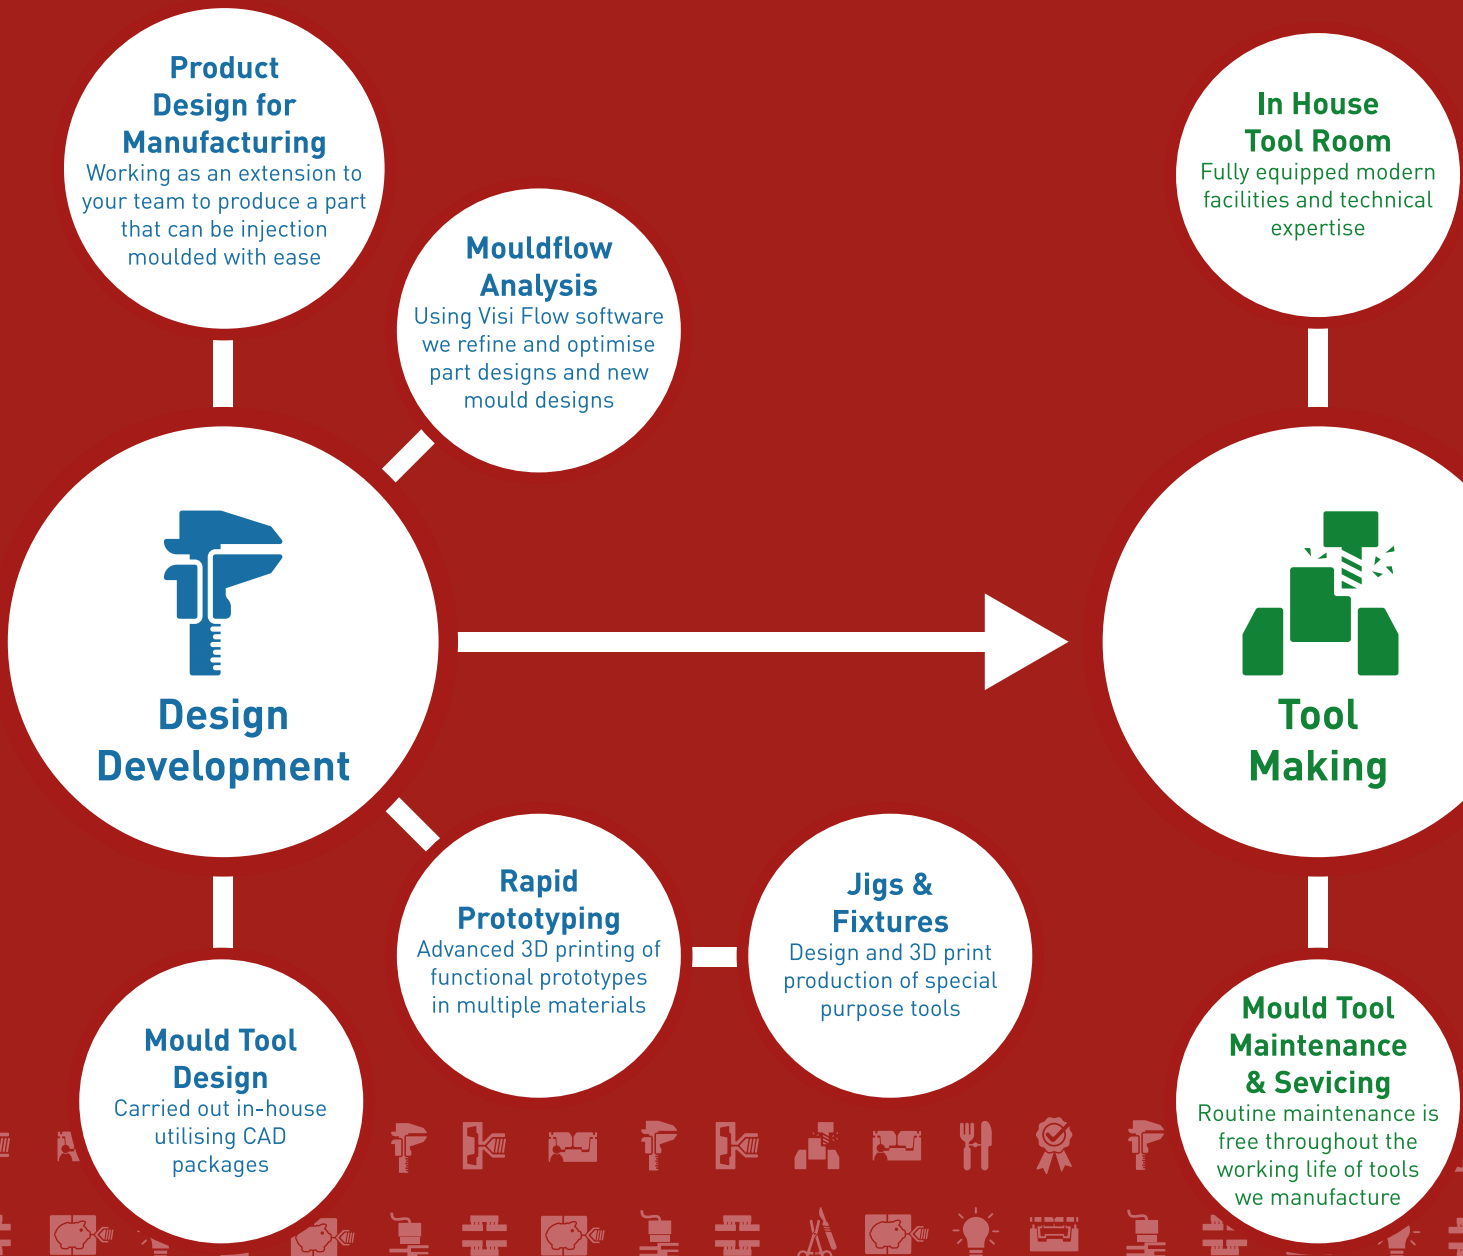 Product
Design for
Manufacturing
Working as an extension to
your team to produce a part
that can be injection
moulded with ease
Mouldflow
Analysis
Using Visi Flow software
we refine and optimise
part designs and new
mould designs
In House
Tool Room
Fully equipped modern
facilities and technical
expertise
Design
Development
Tool
Making
Rapid
Prototyping
Advanced 3D printing of
functional prototypes
in multiple materials
Jigs &
Fixtures
Design and 3D print
production of special
purpose tools
Mould Tool
Design
Carried out in-house
utilising CAD
packages
Mould Tool
Maintenance
& Sevicing
Routine maintenance is
free throughout the
working life of tools
we manufacture